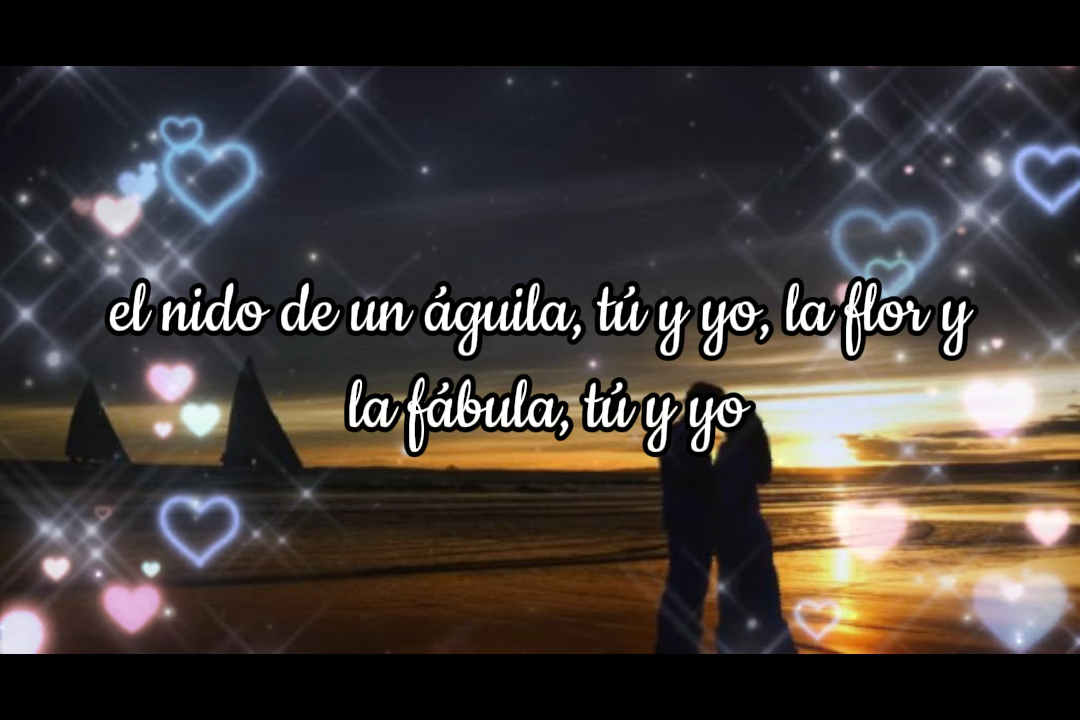 el nido de un águila, tú y yo, la flor y
la fábula, tú y yo